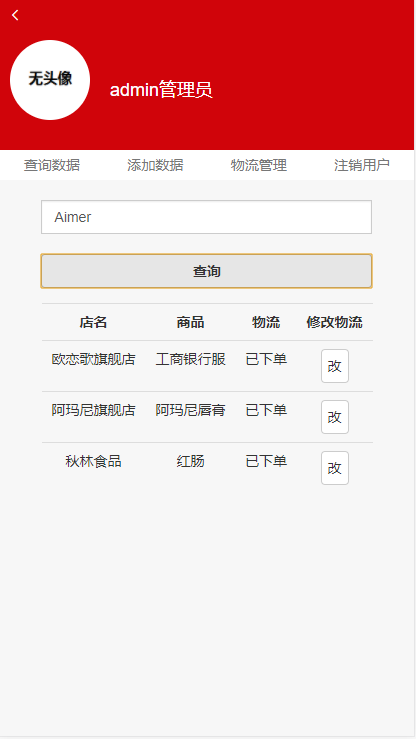 无头像
admin管理员
查询数据 添加数据 物流管理 注销用户
Aimer
查询
店名 商品 物流 修改物流
欧恋歌旗舰店 工商银行服 已下单 改
阿玛尼旗舰店 阿玛尼唇膏 已下单 改
秋林食品 红肠 已下单 改